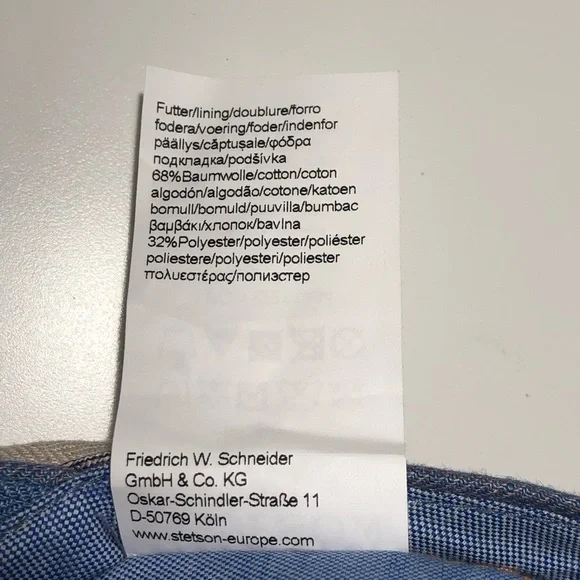 Futter/lining/doublure/forro
fodera/voering/foder/indenfor
päällys/căptuşale/φόδρα
подкладка/podšívka
68%Baumwolle/cotton/coton
algodón/algodão/cotone/katoen
bomull/bomuld/puuvilla/bumbac
βαμβάκι/хлопок/bavlna
32%Polyester/polyester/poliéster
poliestere/polyesteri/poliester
πολυεστέρας/полиэстер
Friedrich W. Schneider
GmbH & Co. KG
Oskar-Schindler-Straße 11
D-50769 Köln
www.stetson-europe.com